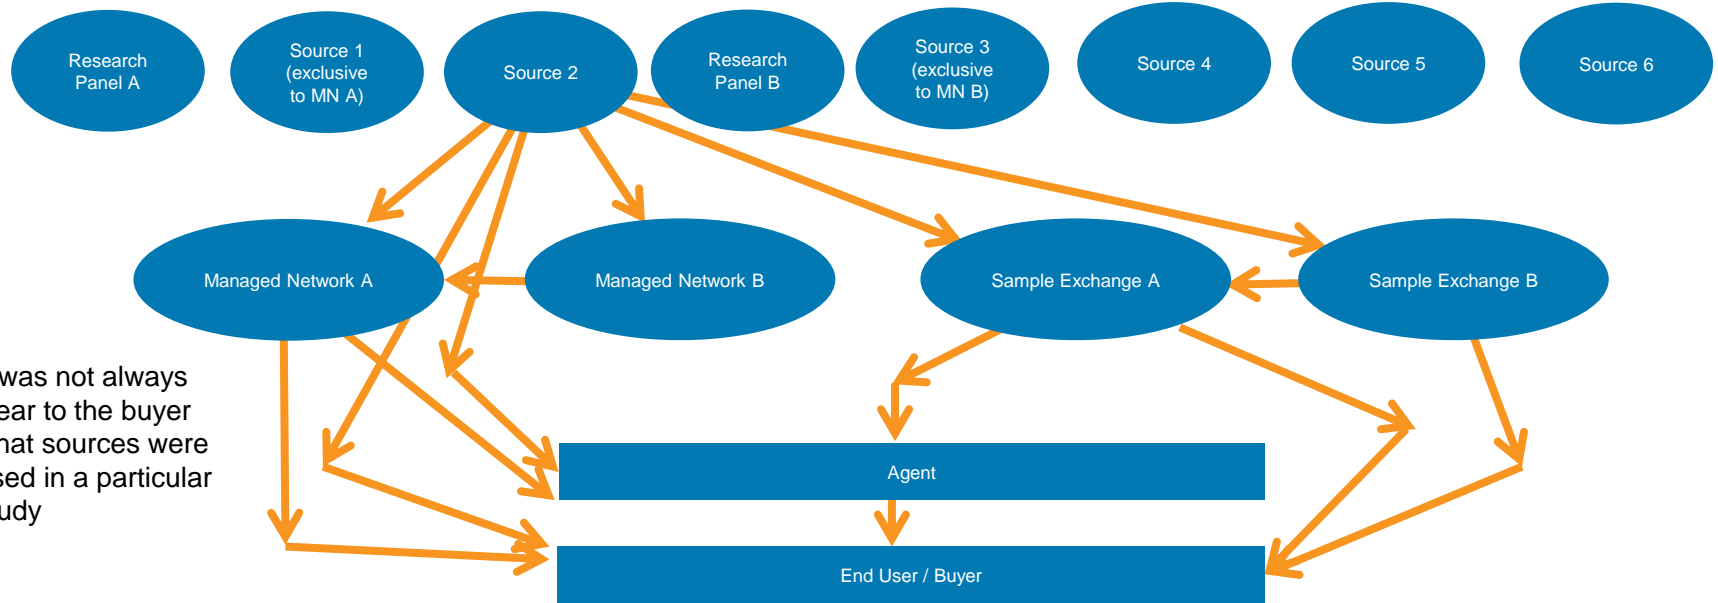 Research
Panel A
Source 1
(exclusive
to MN A)
Source 2
Research
Panel B
Source 3
(exclusive
to MN B)
Source 4
Source 5
Source 6
Managed Network A
Managed Network B
Sample Exchange A
Sample Exchange B
was not always
ear to the buyer
hat sources were
sed in a particular
udy
Agent
End User / Buyer